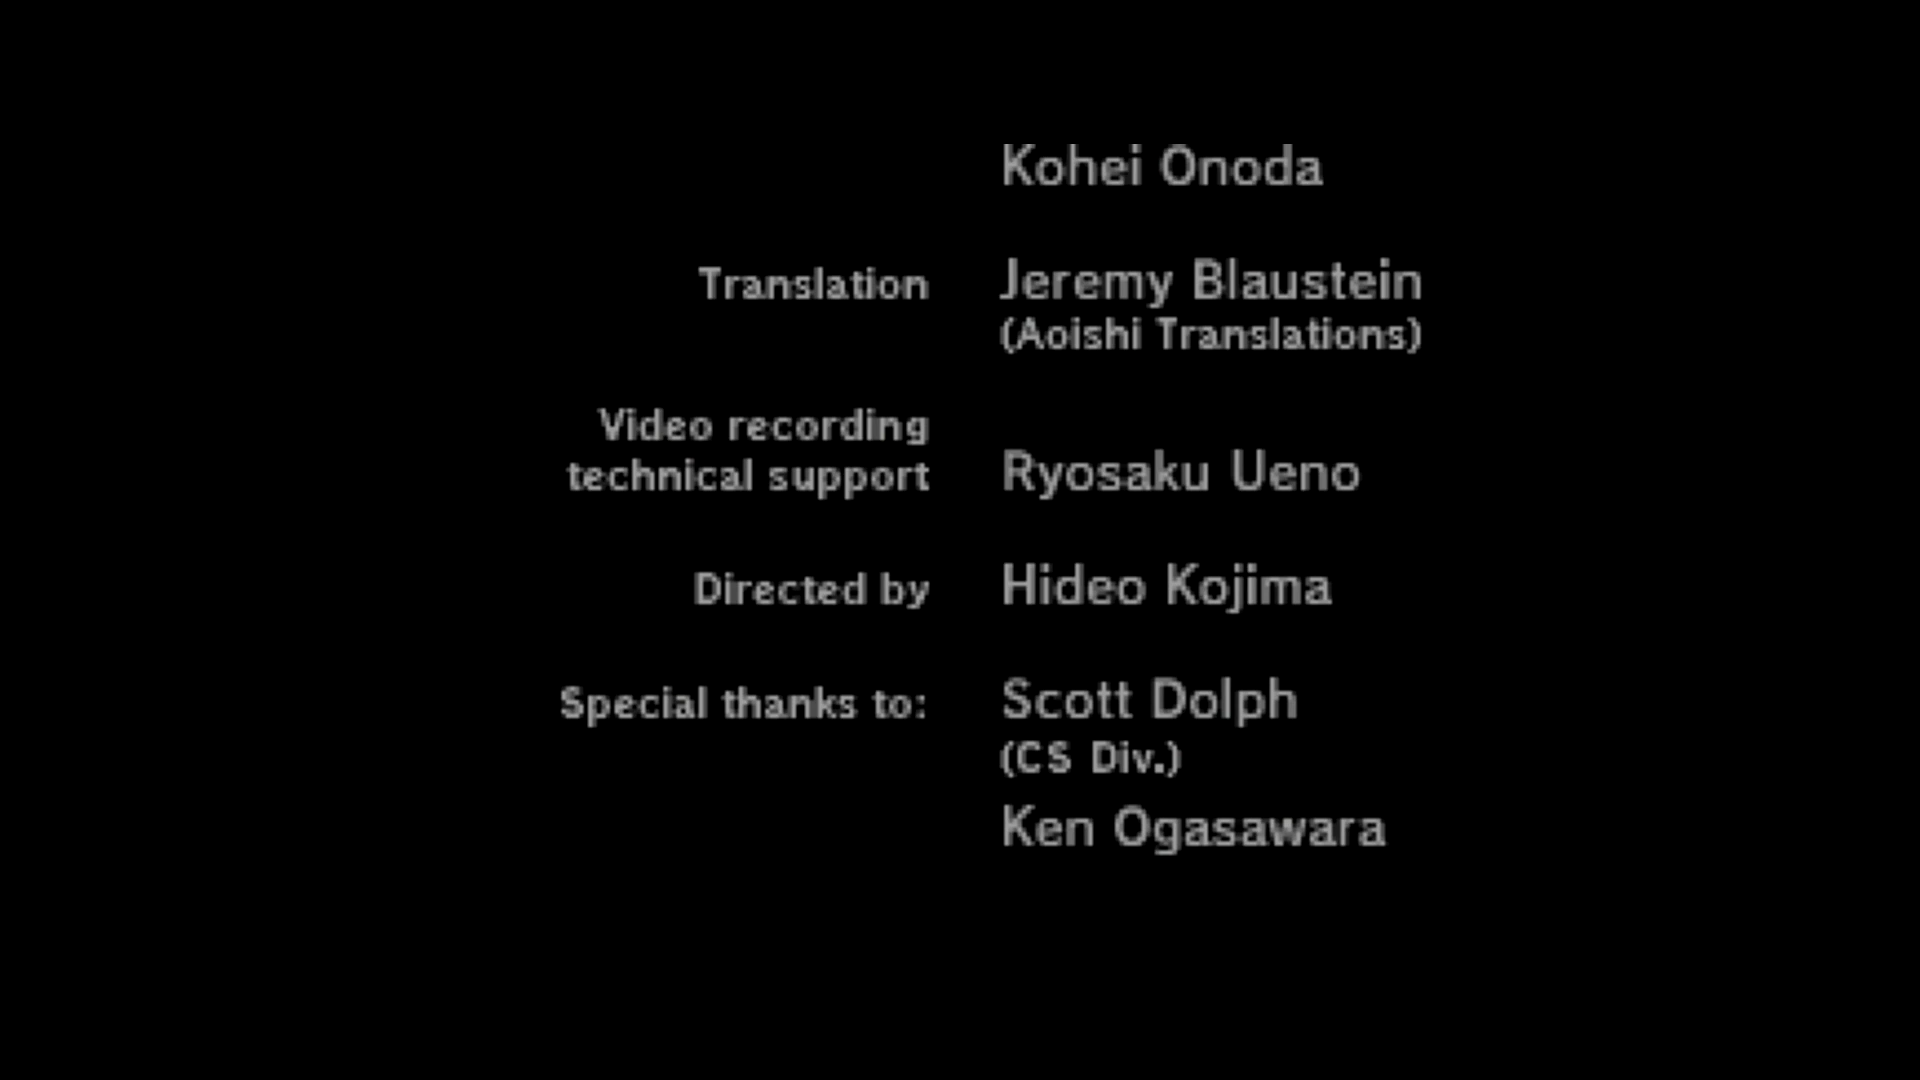 Kohei Onoda
Translation Jeremy Blaustein
(Aoishi Translations)
Video recording
technical support Ryosaku Ueno
Directed by Hideo Kojima
Special thanks to: Scott Dolph
(CS Div.)
Ken Ogasawara